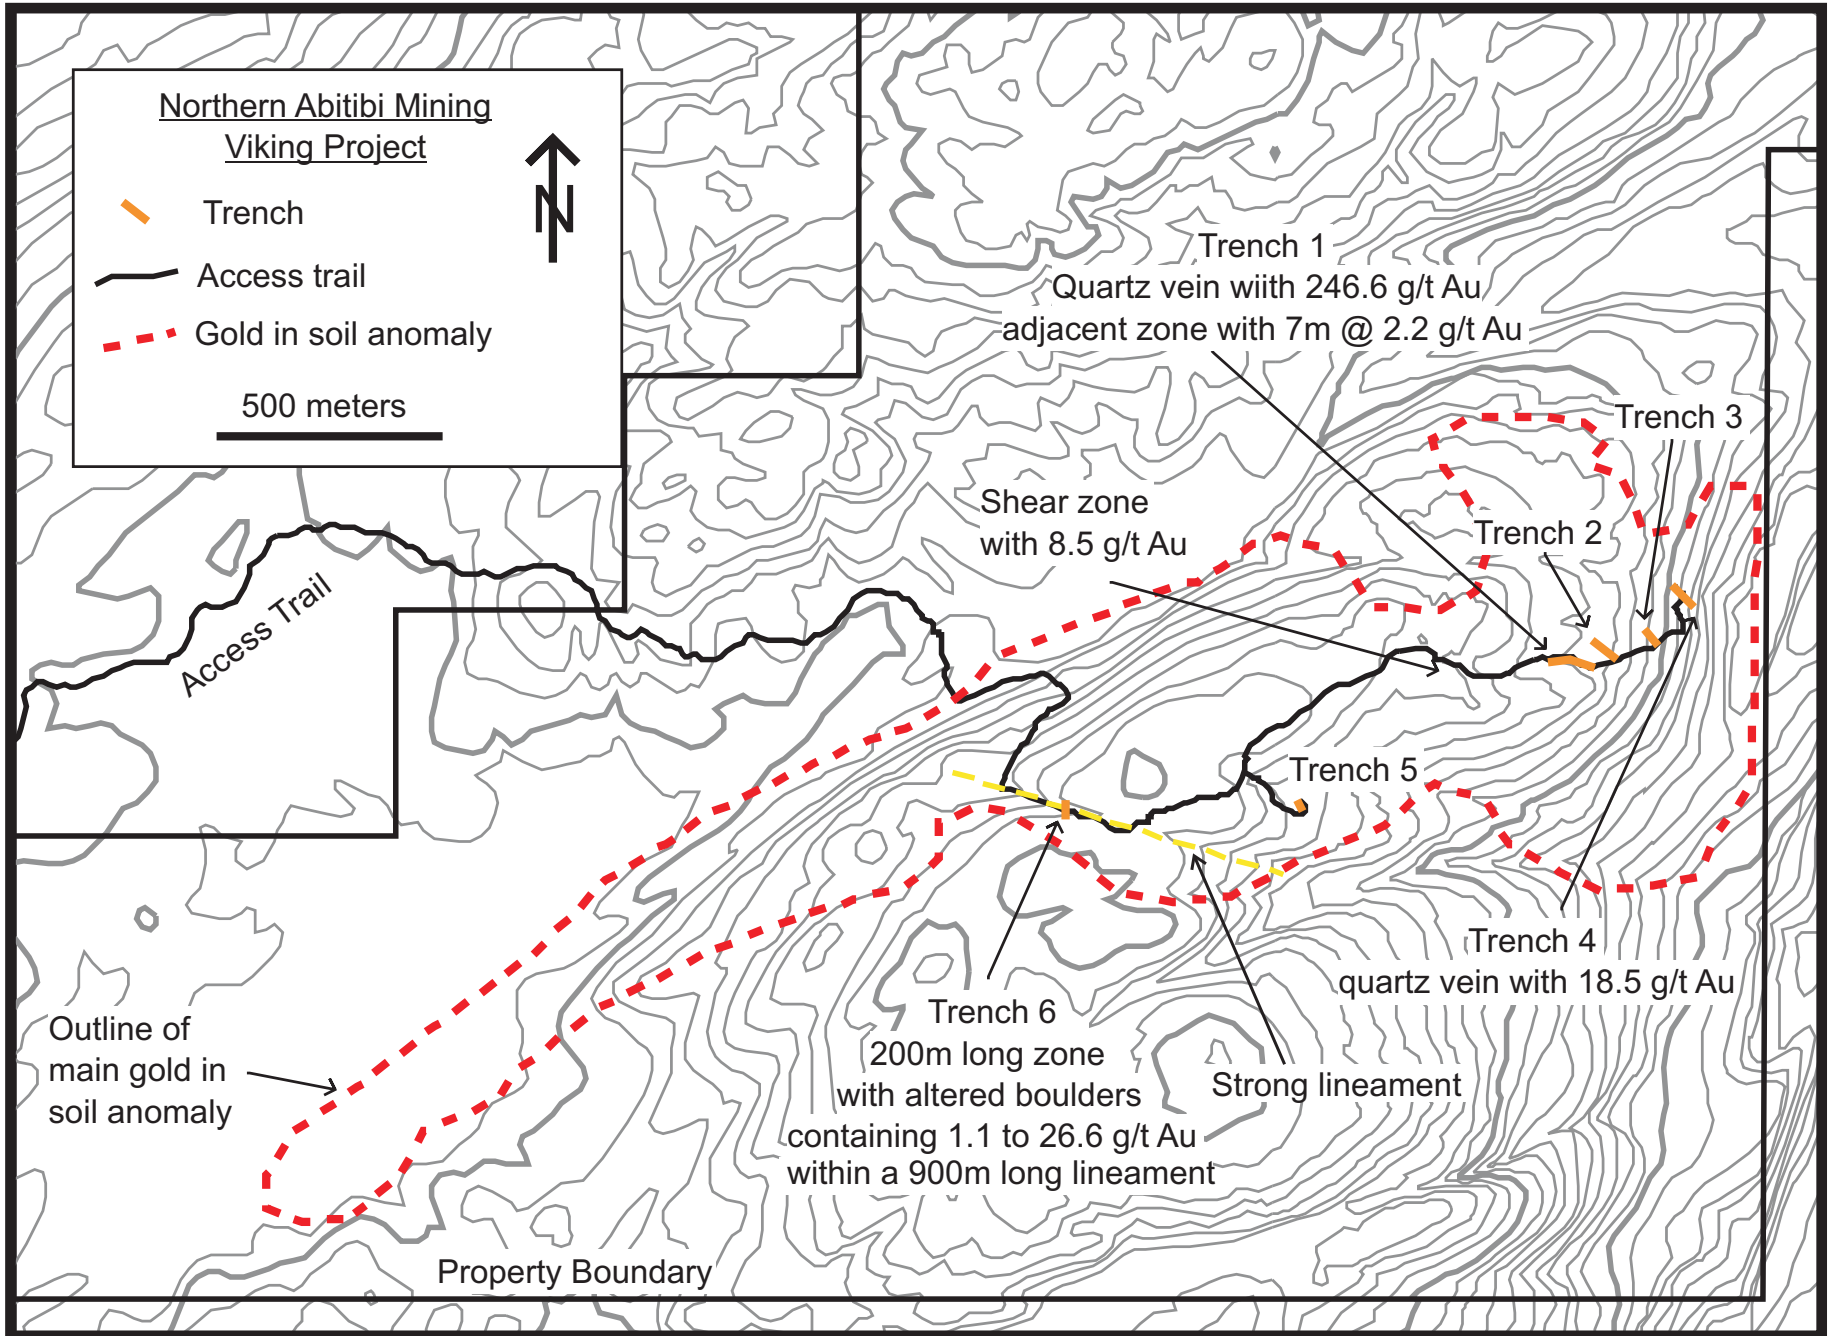 Northern Abitibi Mining
Viking Project
N
Trench
Access trail
Gold in soil anomaly
500 meters
Trench 1
Quartz vein wiith 246.6 g/t Au
adjacent zone with 7m @ 2.2 g/t Au
Trench 3
Shear zone
with 8.5 g/t Au
Trench 2
Access Trail
Trench 5
Trench 4
quartz vein with 18.5 g/t Au
Outline of
main gold in
soil anomaly
Trench 6
200m long zone
with altered boulders
containing 1.1 to 26.6 g/t Au
within a 900m long lineament
Strong lineament
Property Boundary